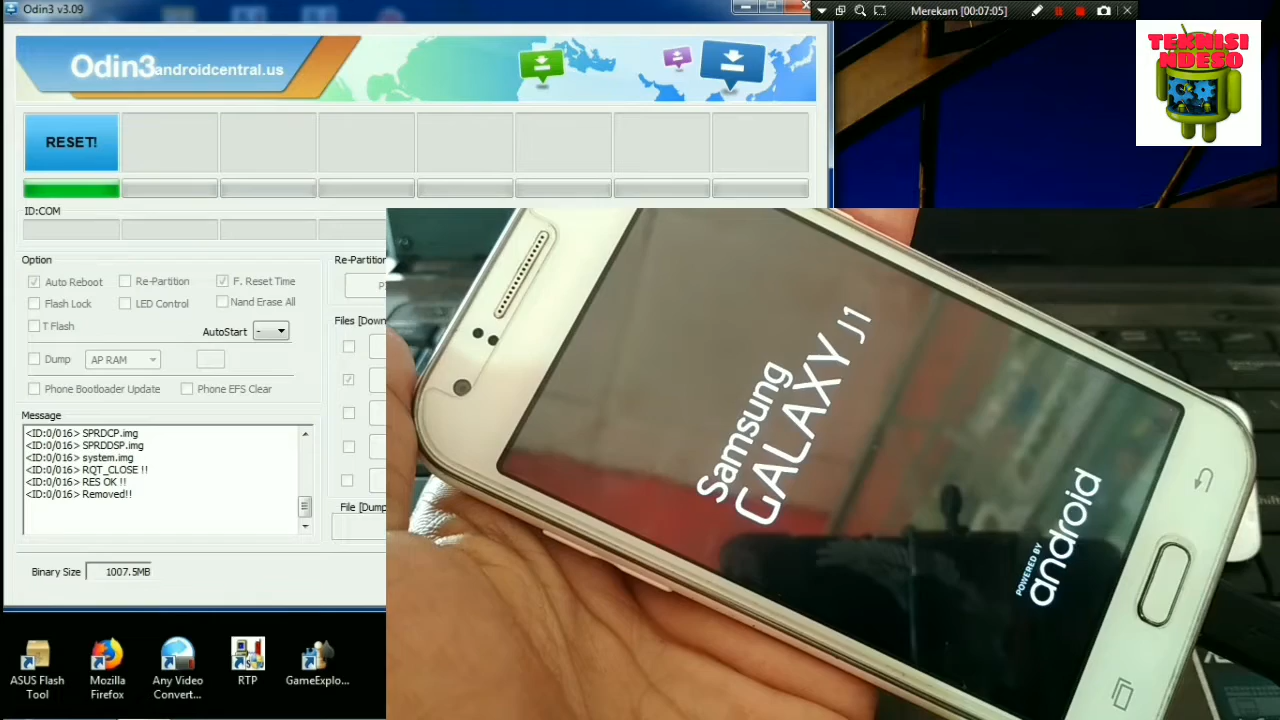 Odin3 v3.09
Merekam [00:07:05]
TEKNISI
NDESO
Odin3 androidcentral.us
RESET!
ID:COM
Option
Auto Reboot
Re-Partition
F. Reset Time
Flash Lock
LED Control
Nand Erase All
T Flash
AutoStart
-
Dump
AP RAM
Phone Bootloader Update
Phone EFS Clear
Message
<ID:0/016> SPRDCP.img
<ID:0/016> SPRDDSP.img
<ID:0/016> system.img
<ID:0/016> RQT_CLOSE !!
<ID:0/016> RES OK !!
<ID:0/016> Removed!!
Binary Size
1007.5MB
Re-Partition
Files [Down
File [Dump
Samsung
GALAXY J1
POWERED BY
android
ASUS Flash
Tool
Mozilla
Firefox
Any Video
Convert...
RTP
GameExplo...